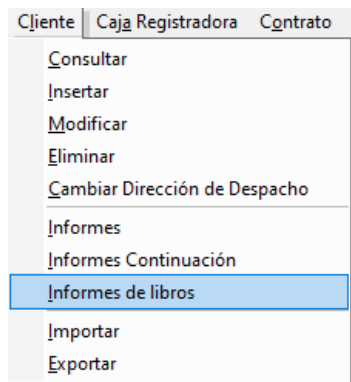 Cliente Caja Registradora Contrato
Consultar
Insertar
Modificar
Eliminar
Cambiar Dirección de Despacho
Informes
Informes Continuación
Informes de libros
Importar
Exportar